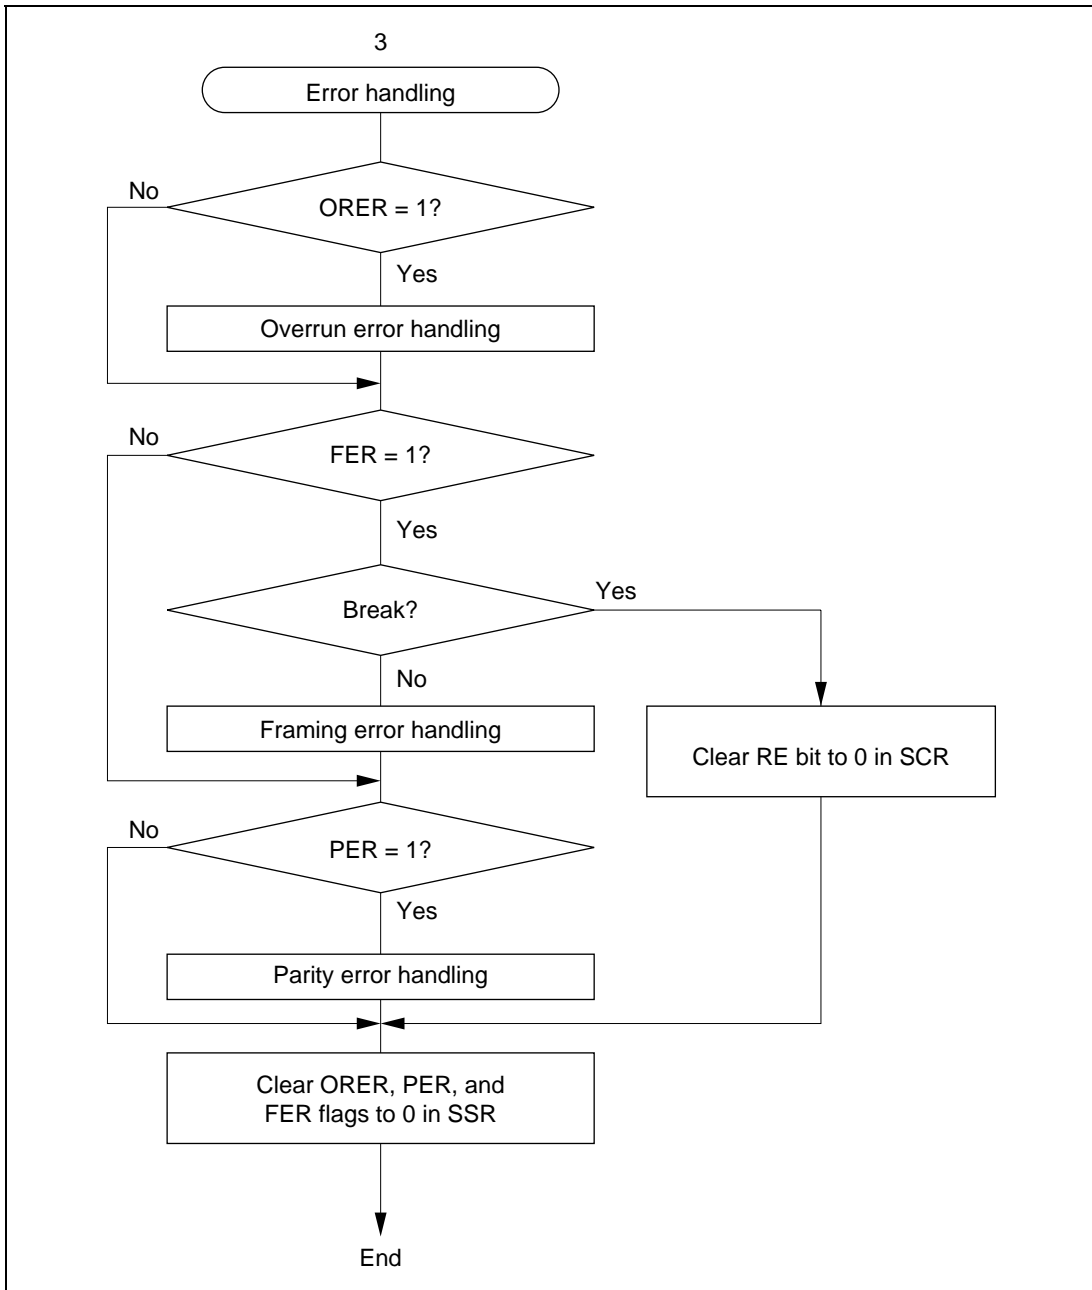 3
Error handling
No
ORER = 1?
Yes
Overrun error handling
No
FER = 1?
Yes
Break?
Yes
No
Framing error handling
Clear RE bit to 0 in SCR
No
PER = 1?
Yes
Parity error handling
Clear ORER, PER, and
FER flags to 0 in SSR
End